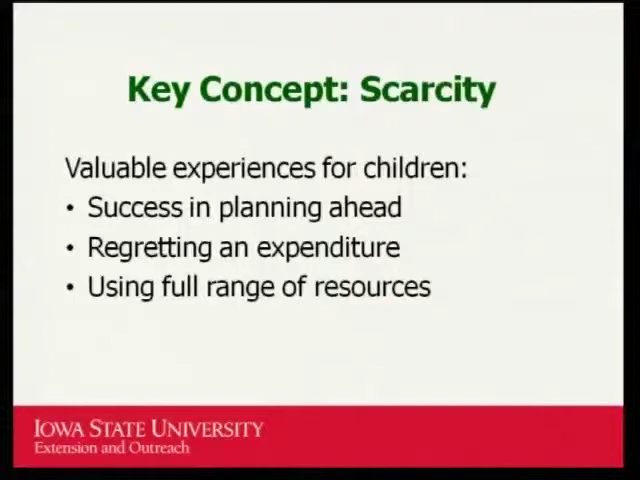 Key Concept: Scarcity
Valuable experiences for children:
• Success in planning ahead
• Regretting an expenditure
• Using full range of resources
IOWA STATE UNIVERSITY
Extension and Outreach